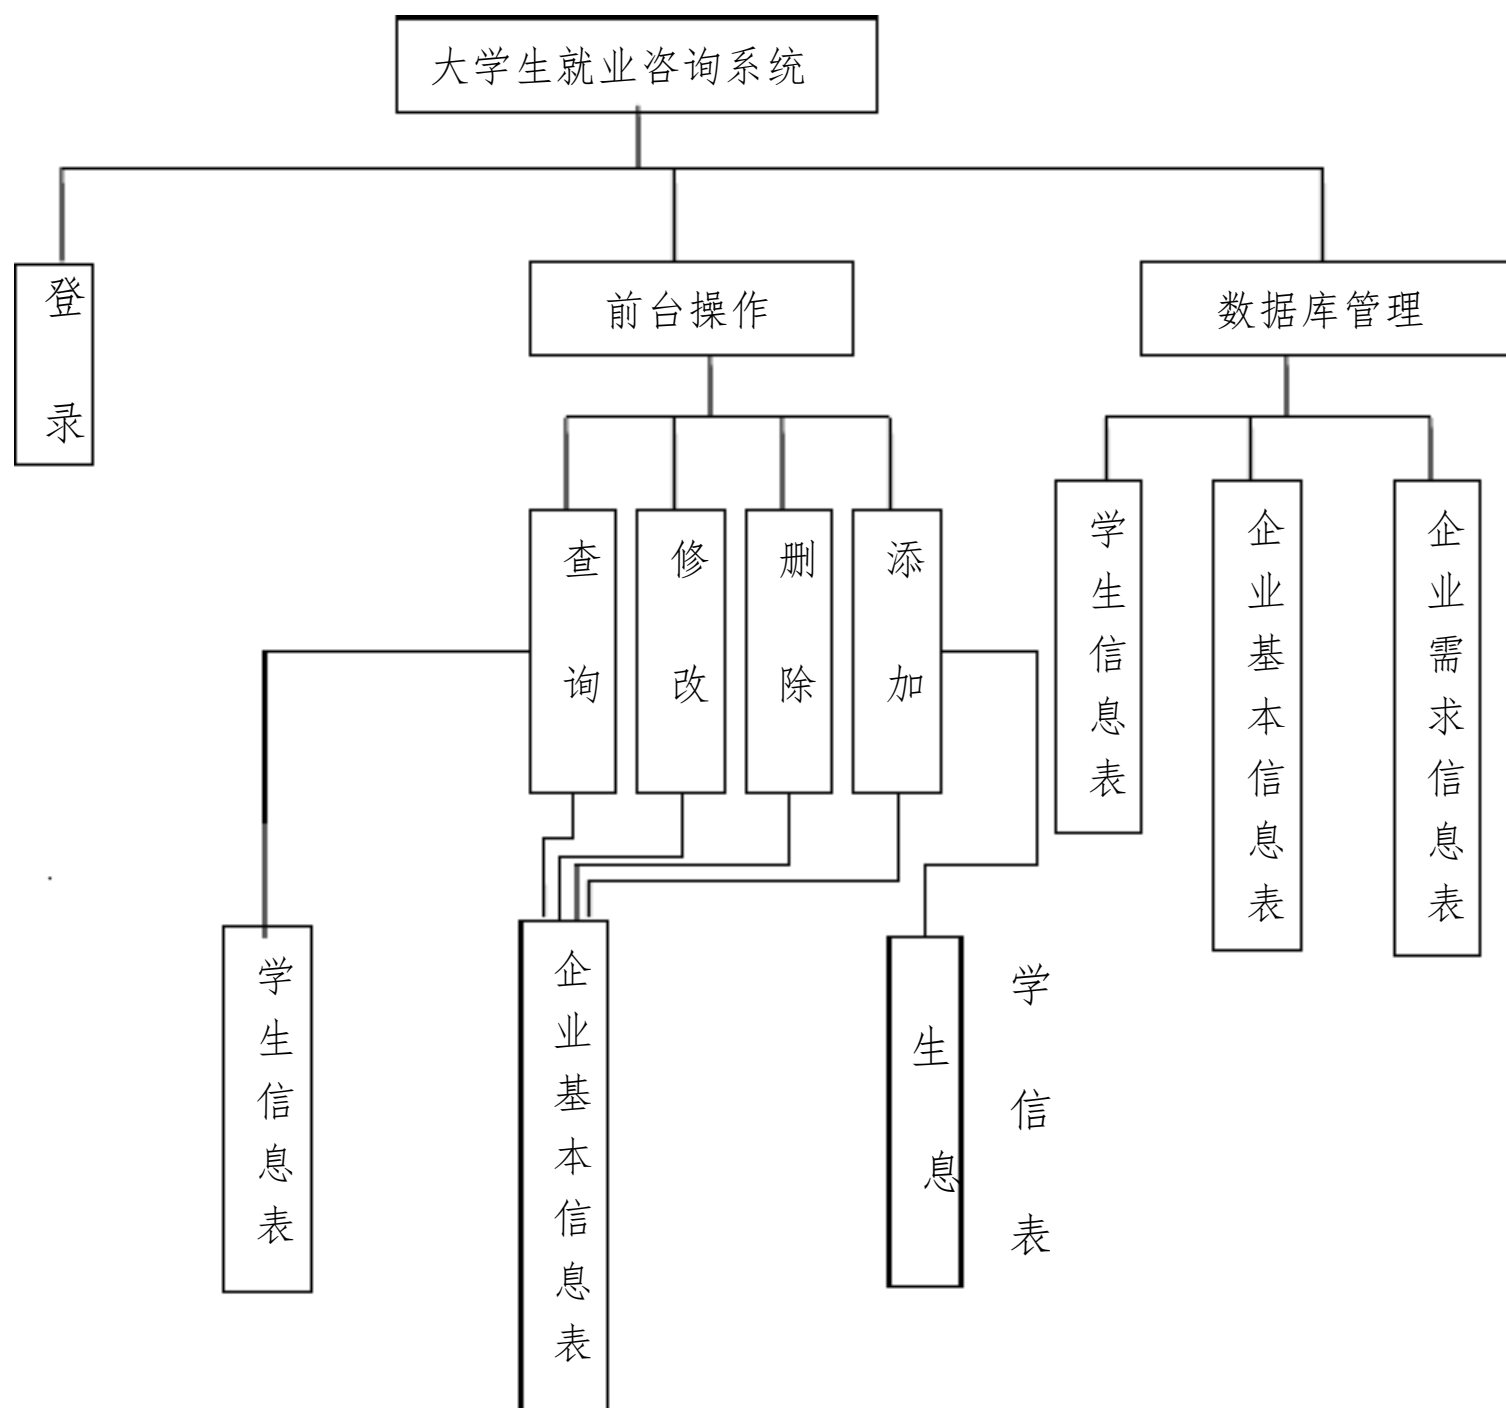 大学生就业咨询系统
登录
前台操作
数据库管理
查询
修改
删除
添加
学生信息表
企业基本信息表
企业需求信息表
学生信息表
企业基本信息表
学生信息表